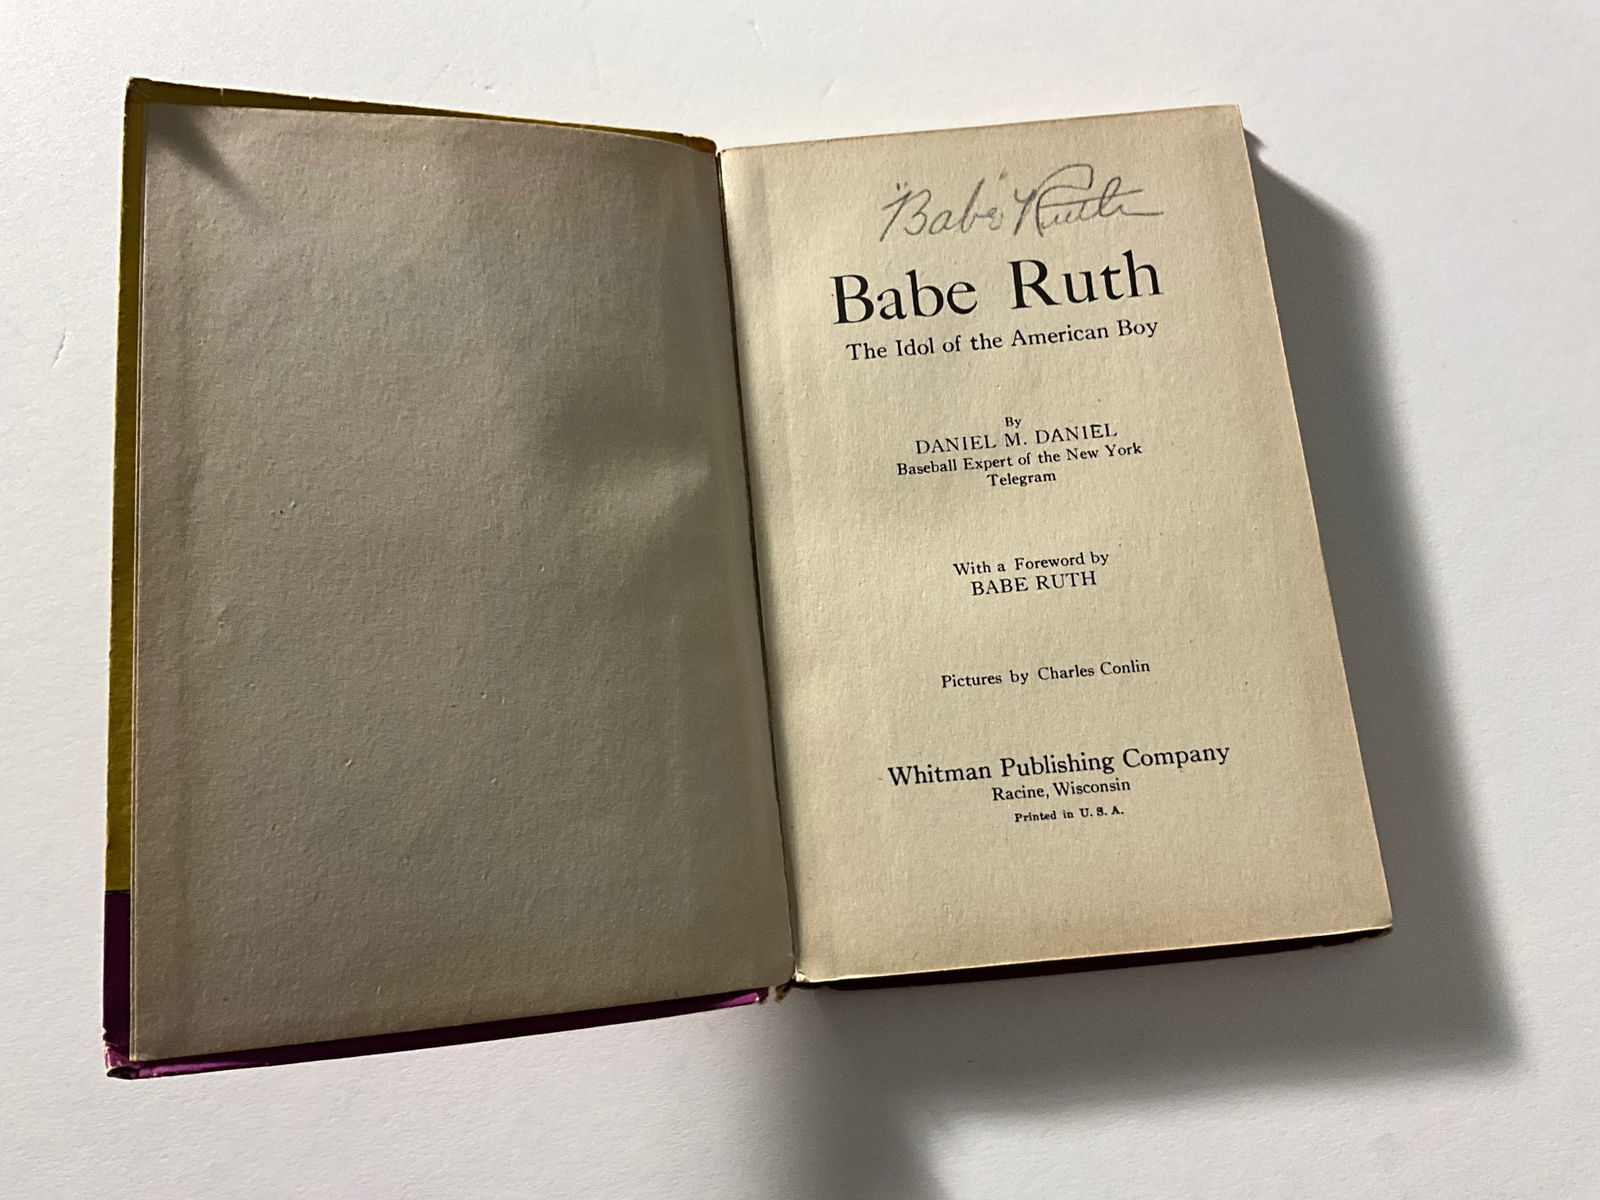 "Babe" Ruth
Babe Ruth
The Idol of the American Boy
By
DANIEL M. DANIEL
Baseball Expert of the New York
Telegram
With a Foreword by
BABE RUTH
Pictures by Charles Conlin
Whitman Publishing Company
Racine, Wisconsin
Printed in U. S. A.